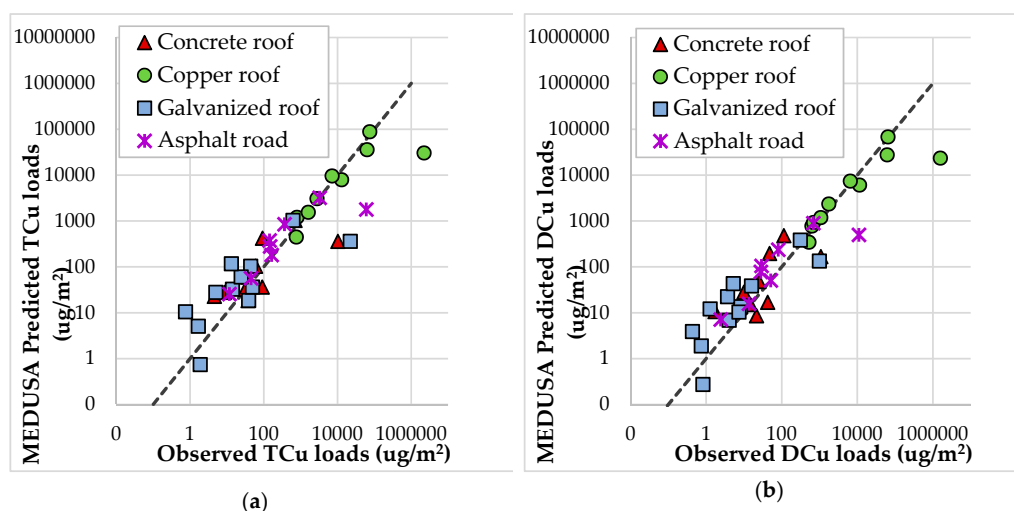 10000000
1000000
100000
10000
1000
100
10
1
0
MEDUSA Predicted TCu loads
(ug/m²)
Concrete roof
Copper roof
Galvanized roof
Asphalt road
0
1
100
10000
1000000
Observed TCu loads (ug/m²)
(a)
10000000
1000000
100000
10000
1000
100
10
1
0
MEDUSA Predicted DCu loads
(ug/m²)
Concrete roof
Copper roof
Galvanized roof
Asphalt road
0
1
100
10000
1000000
Observed DCu loads (ug/m²)
(b)